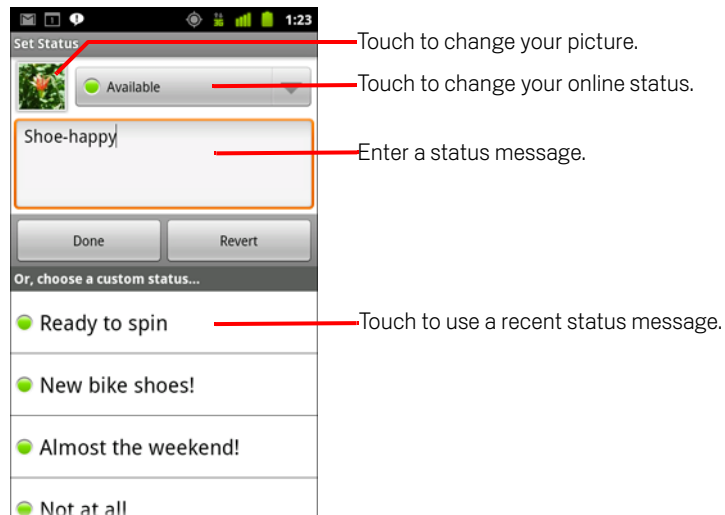 1:23
Set Status
Touch to change your picture.
Available
Touch to change your online status.
Shoe-happy
Enter a status message.
Done
Revert
Or, choose a custom status...
Ready to spin
Touch to use a recent status message.
New bike shoes!
Almost the weekend!
Not at all